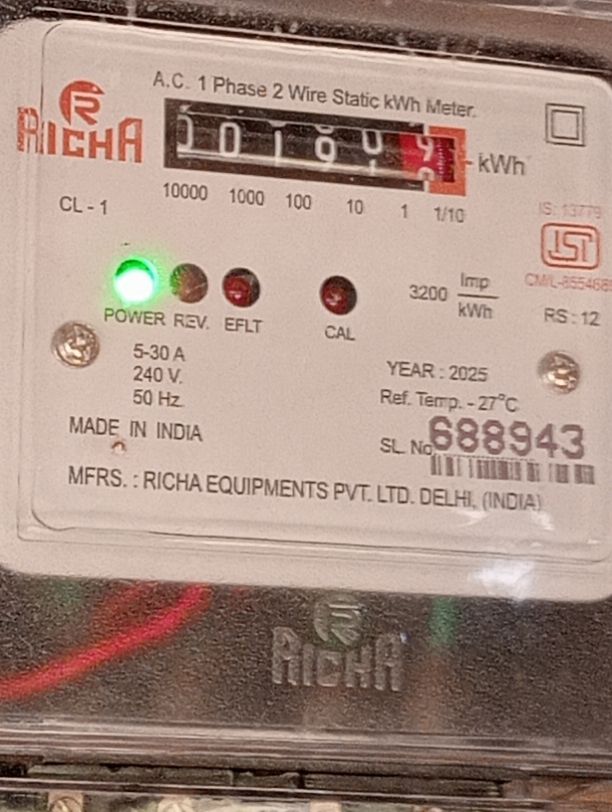 A.C. 1 Phase 2 Wire Static kWh Meter.
RICHA
kWh
10000 1000 100 10 1 1/10
CL - 1
IS: 13779
ISI
3200 Imp/kWh
RS : 12
POWER REV. EFLT CAL
5-30 A
240 V.
50 Hz.
YEAR : 2025
Ref. Temp. - 27°C
MADE IN INDIA
SL. No 688943
MFRS. : RICHA EQUIPMENTS PVT. LTD. DELHI, (INDIA)
RICHA